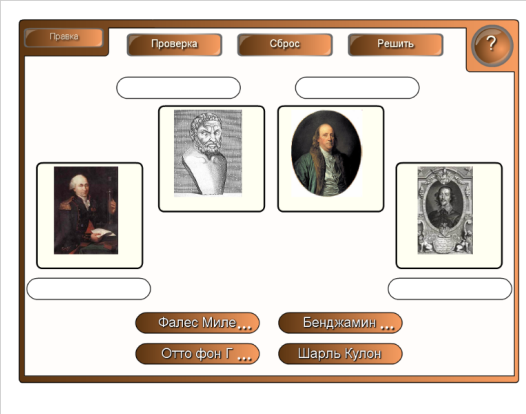 Правка
Проверка
Сброс
Решить
?
Фалес Миле...
Бенджамин ...
Отто фон Г ...
Шарль Кулон